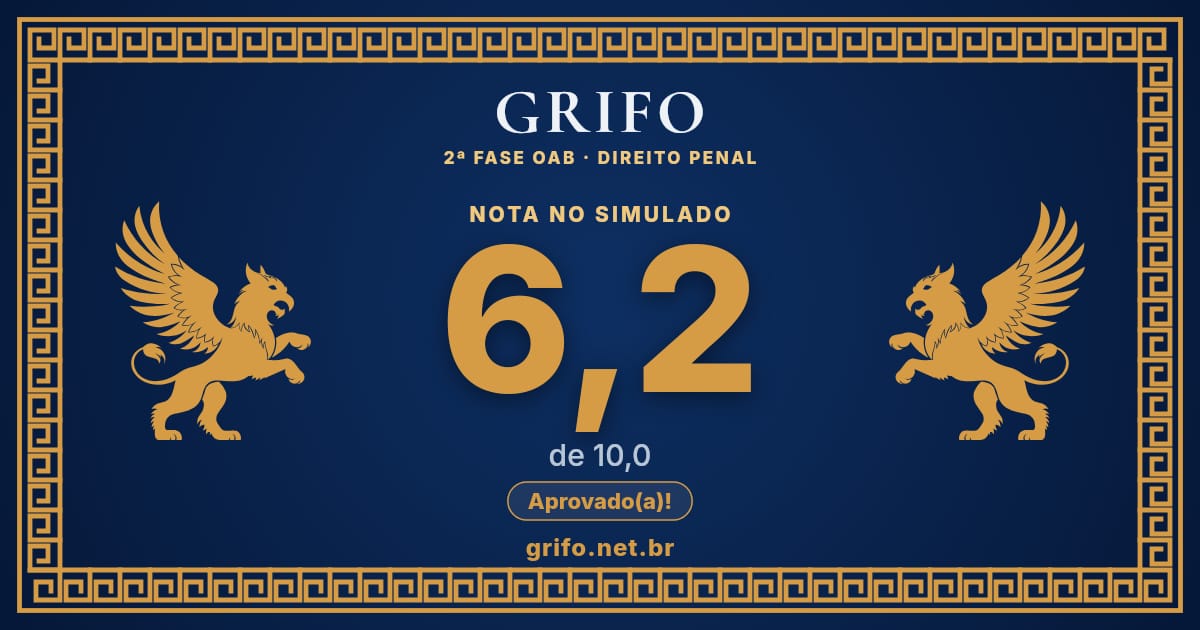 GRIFO
2ª FASE OAB · DIREITO PENAL
NOTA NO SIMULADO
6,2
de 10,0
Aprovado(a)!
grifo.net.br